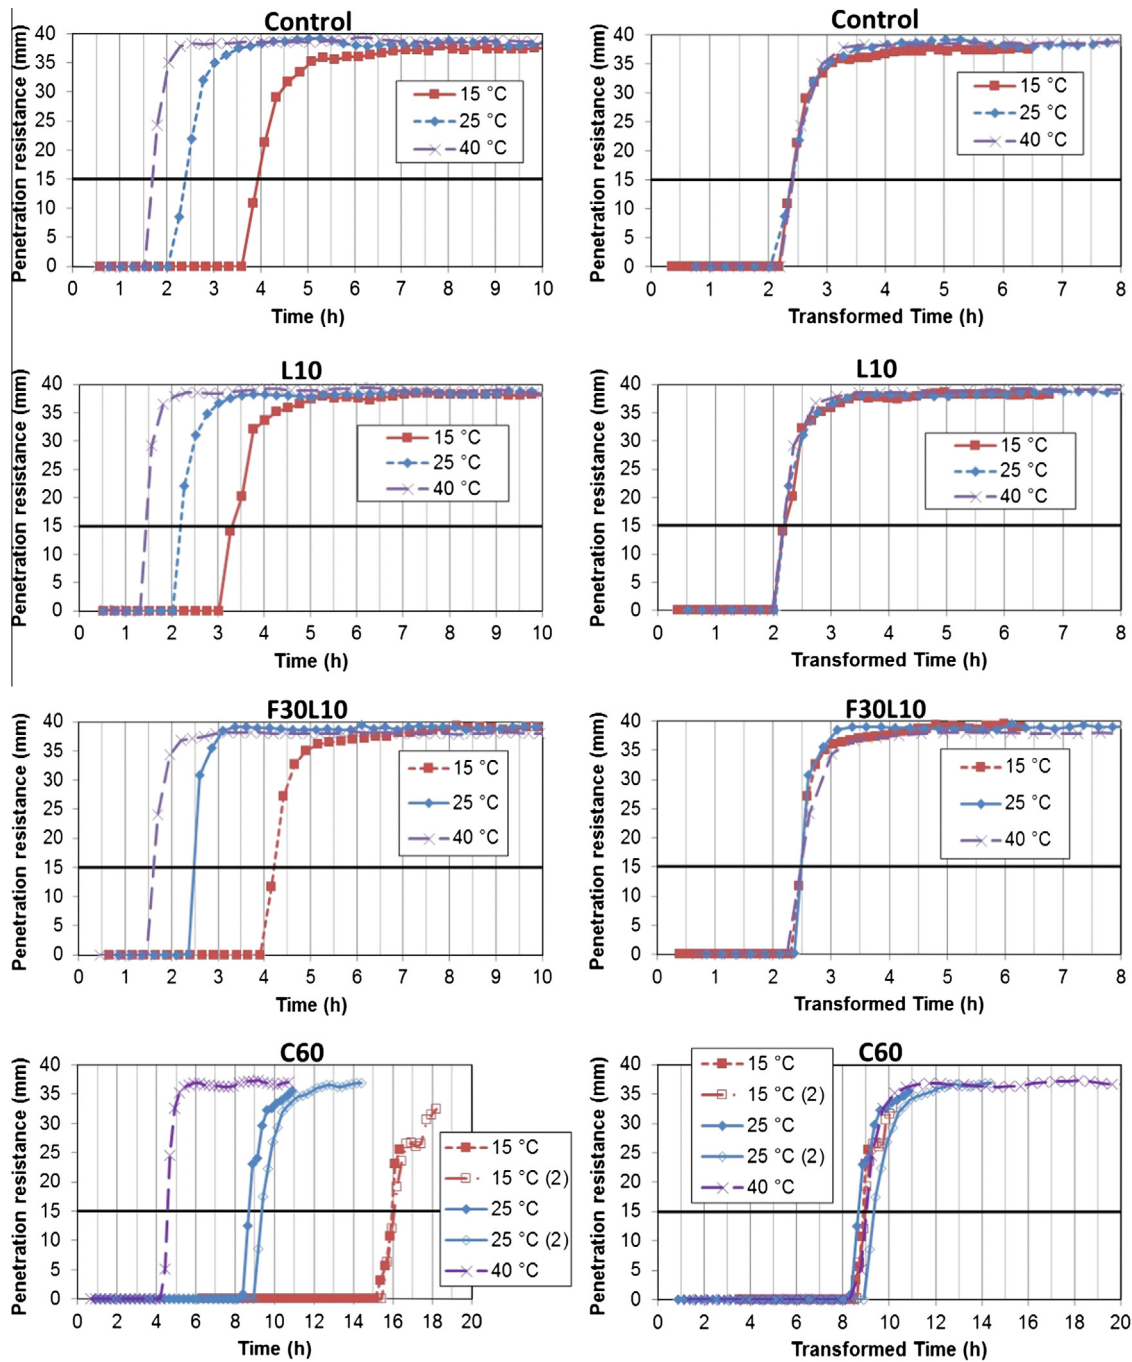 Control
Penetration resistance (mm)
40
35
30
25
20
15
10
5
0
15 °C
25 °C
40 °C
0 1 2 3 4 5 6 7 8 9 10
Time (h)
Control
Penetration resistance (mm)
40
35
30
25
20
15
10
5
0
15 °C
25 °C
40 °C
0 1 2 3 4 5 6 7 8
Transformed Time (h)
L10
Penetration resistance (mm)
40
35
30
25
20
15
10
5
0
15 °C
25 °C
40 °C
0 1 2 3 4 5 6 7 8 9 10
Time (h)
L10
Penetration resistance (mm)
40
35
30
25
20
15
10
5
0
15 °C
25 °C
40 °C
0 1 2 3 4 5 6 7 8
Transformed Time (h)
F30L10
Penetration resistance (mm)
40
35
30
25
20
15
10
5
0
15 °C
25 °C
40 °C
0 1 2 3 4 5 6 7 8 9 10
Time (h)
F30L10
Penetration resistance (mm)
40
35
30
25
20
15
10
5
0
15 °C
25 °C
40 °C
0 1 2 3 4 5 6 7 8
Transformed Time (h)
C60
Penetration resistance (mm)
40
35
30
25
20
15
10
5
0
15 °C
15 °C (2)
25 °C
25 °C (2)
40 °C
0 2 4 6 8 10 12 14 16 18 20
Time (h)
C60
Penetration resistance (mm)
40
35
30
25
20
15
10
5
0
15 °C
15 °C (2)
25 °C
25 °C (2)
40 °C
0 2 4 6 8 10 12 14 16 18 20
Transformed Time (h)